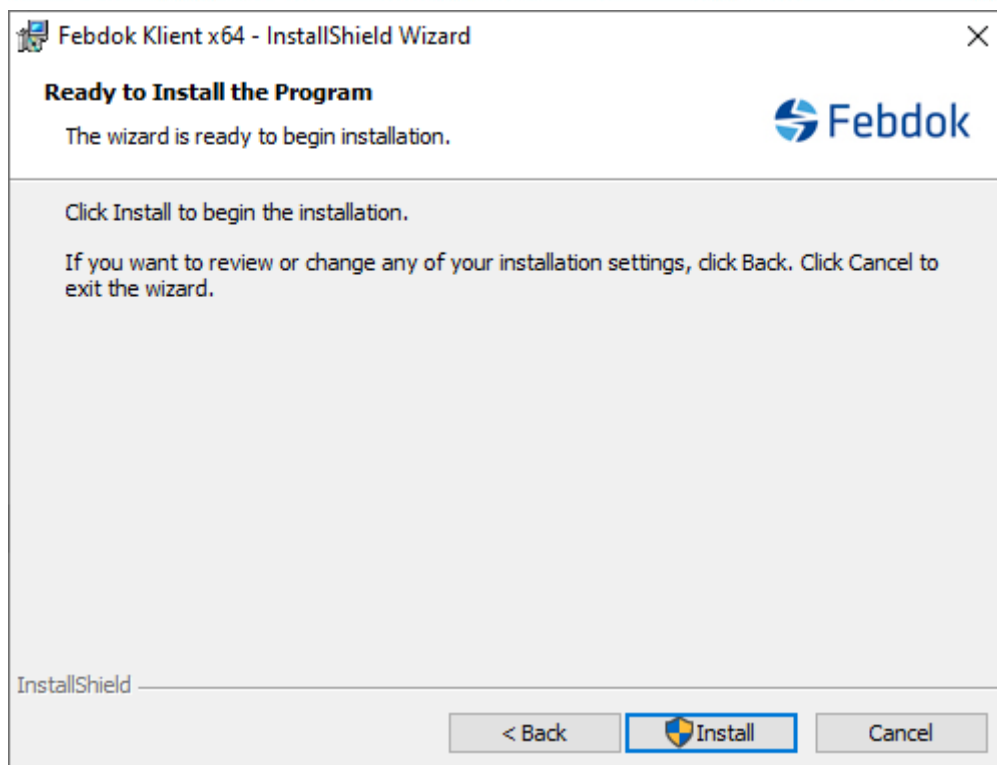 Febdok Klient x64 - InstallShield Wizard
Ready to Install the Program
The wizard is ready to begin installation.
Febdok
Click Install to begin the installation.
If you want to review or change any of your installation settings, click Back. Click Cancel to
exit the wizard.
InstallShield
< Back
Install
Cancel